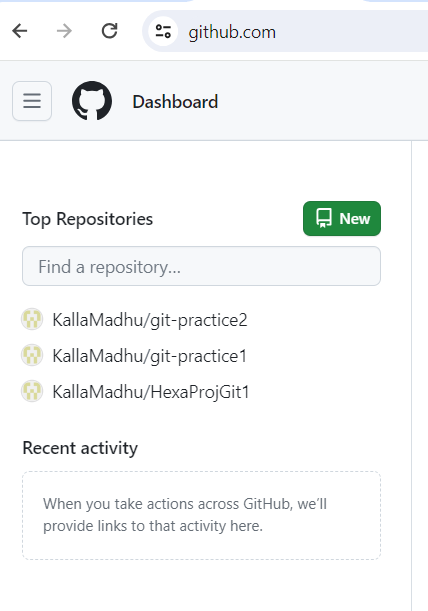 github.com
Dashboard
Top Repositories
New
Find a repository...
KallaMadhu/git-practice2
KallaMadhu/git-practice1
KallaMadhu/HexaProjGit1
Recent activity
When you take actions across GitHub, we’ll
provide links to that activity here.